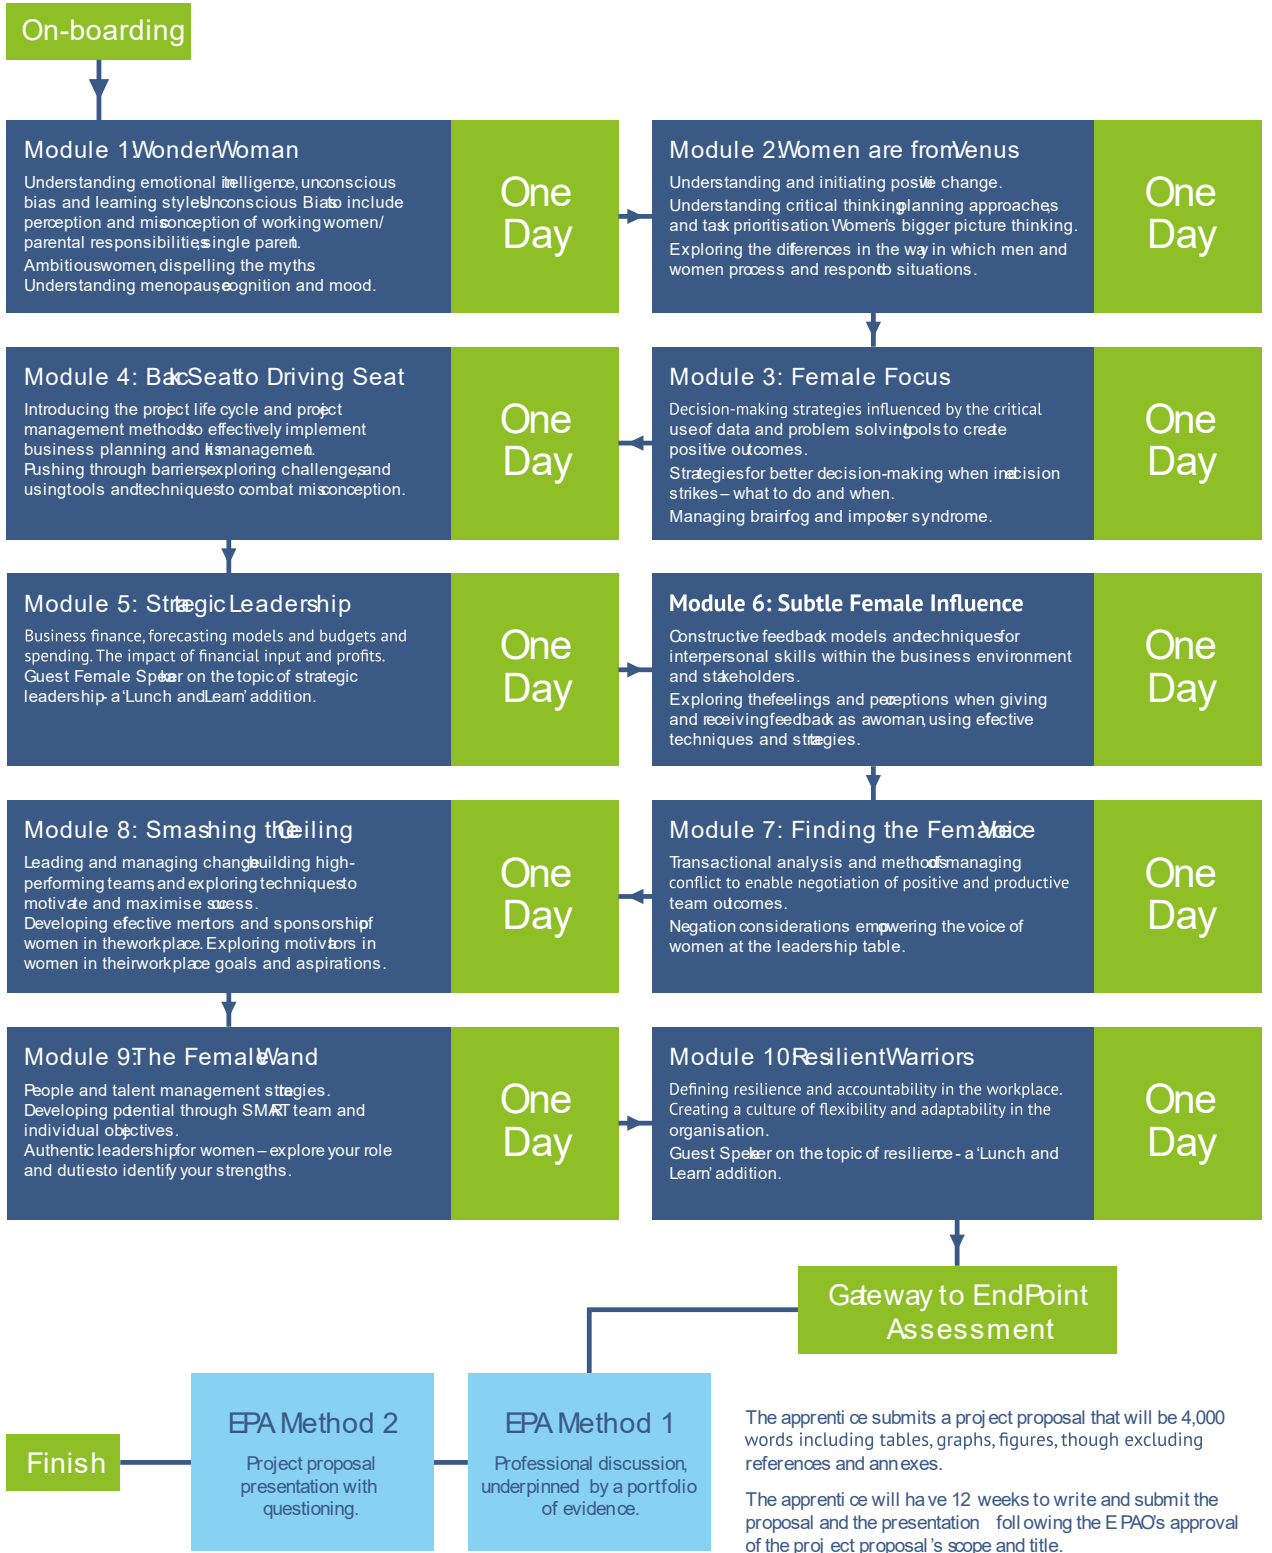 On-boarding
Module 1: Wonder Woman
Understanding emotional intelligence, unconscious
bias and learning styles. Unconscious Bias to include
perception and misconception of working women/
parental responsibilities, single parent.
Ambitious women, dispelling the myths.
Understanding menopause, cognition and mood.
One
Day
Module 2: Women are from Venus
Understanding and initiating positive change.
Understanding critical thinking, planning approaches,
and task prioritisation. Women's bigger picture thinking.
Exploring the differences in the way in which men and
women process and respond to situations.
One
Day
Module 3: Female Focus
Decision-making strategies influenced by the critical
use of data and problem solving tools to create
positive outcomes.
Strategies for better decision-making when indecision
strikes – what to do and when.
Managing brain fog and imposter syndrome.
One
Day
Module 4: Back Seat to Driving Seat
Introducing the project life cycle and project
management methods to effectively implement
business planning and risk management.
Pushing through barriers, exploring challenges, and
using tools and techniques to combat misconception.
One
Day
Module 5: Strategic Leadership
Business finance, forecasting models and budgets and
spending. The impact of financial input and profits.
Guest Female Speaker on the topic of strategic
leadership - a 'Lunch and Learn' addition.
One
Day
Module 6: Subtle Female Influence
Constructive feedback models and techniques for
interpersonal skills within the business environment
and stakeholders.
Exploring the feelings and perceptions when giving
and receiving feedback as a woman, using effective
techniques and strategies.
One
Day
Module 7: Finding the Female Voice
Transactional analysis and methods of managing
conflict to enable negotiation of positive and productive
team outcomes.
Negation considerations empowering the voice of
women at the leadership table.
One
Day
Module 8: Smashing the Ceiling
Leading and managing change, building high-
performing teams, and exploring techniques to
motivate and maximise success.
Developing effective mentors and sponsorship of
women in the workplace. Exploring motivators in
women in their workplace goals and aspirations.
One
Day
Module 9: The Female Wand
People and talent management strategies.
Developing potential through SMART team and
individual objectives.
Authentic leadership for women – explore your role
and duties to identify your strengths.
One
Day
Module 10: Resilient Warriors
Defining resilience and accountability in the workplace.
Creating a culture of flexibility and adaptability in the
organisation.
Guest Speaker on the topic of resilience - a 'Lunch and
Learn' addition.
One
Day
Gateway to End Point
Assessment
EPA Method 1
Professional discussion,
underpinned by a portfolio
of evidence.
EPA Method 2
Project proposal
presentation with
questioning.
Finish
The apprentice submits a project proposal that will be 4,000
words including tables, graphs, figures, though excluding
references and annexes.
The apprentice will have 12 weeks to write and submit the
proposal and the presentation following the EPAO's approval
of the project proposal's scope and title.